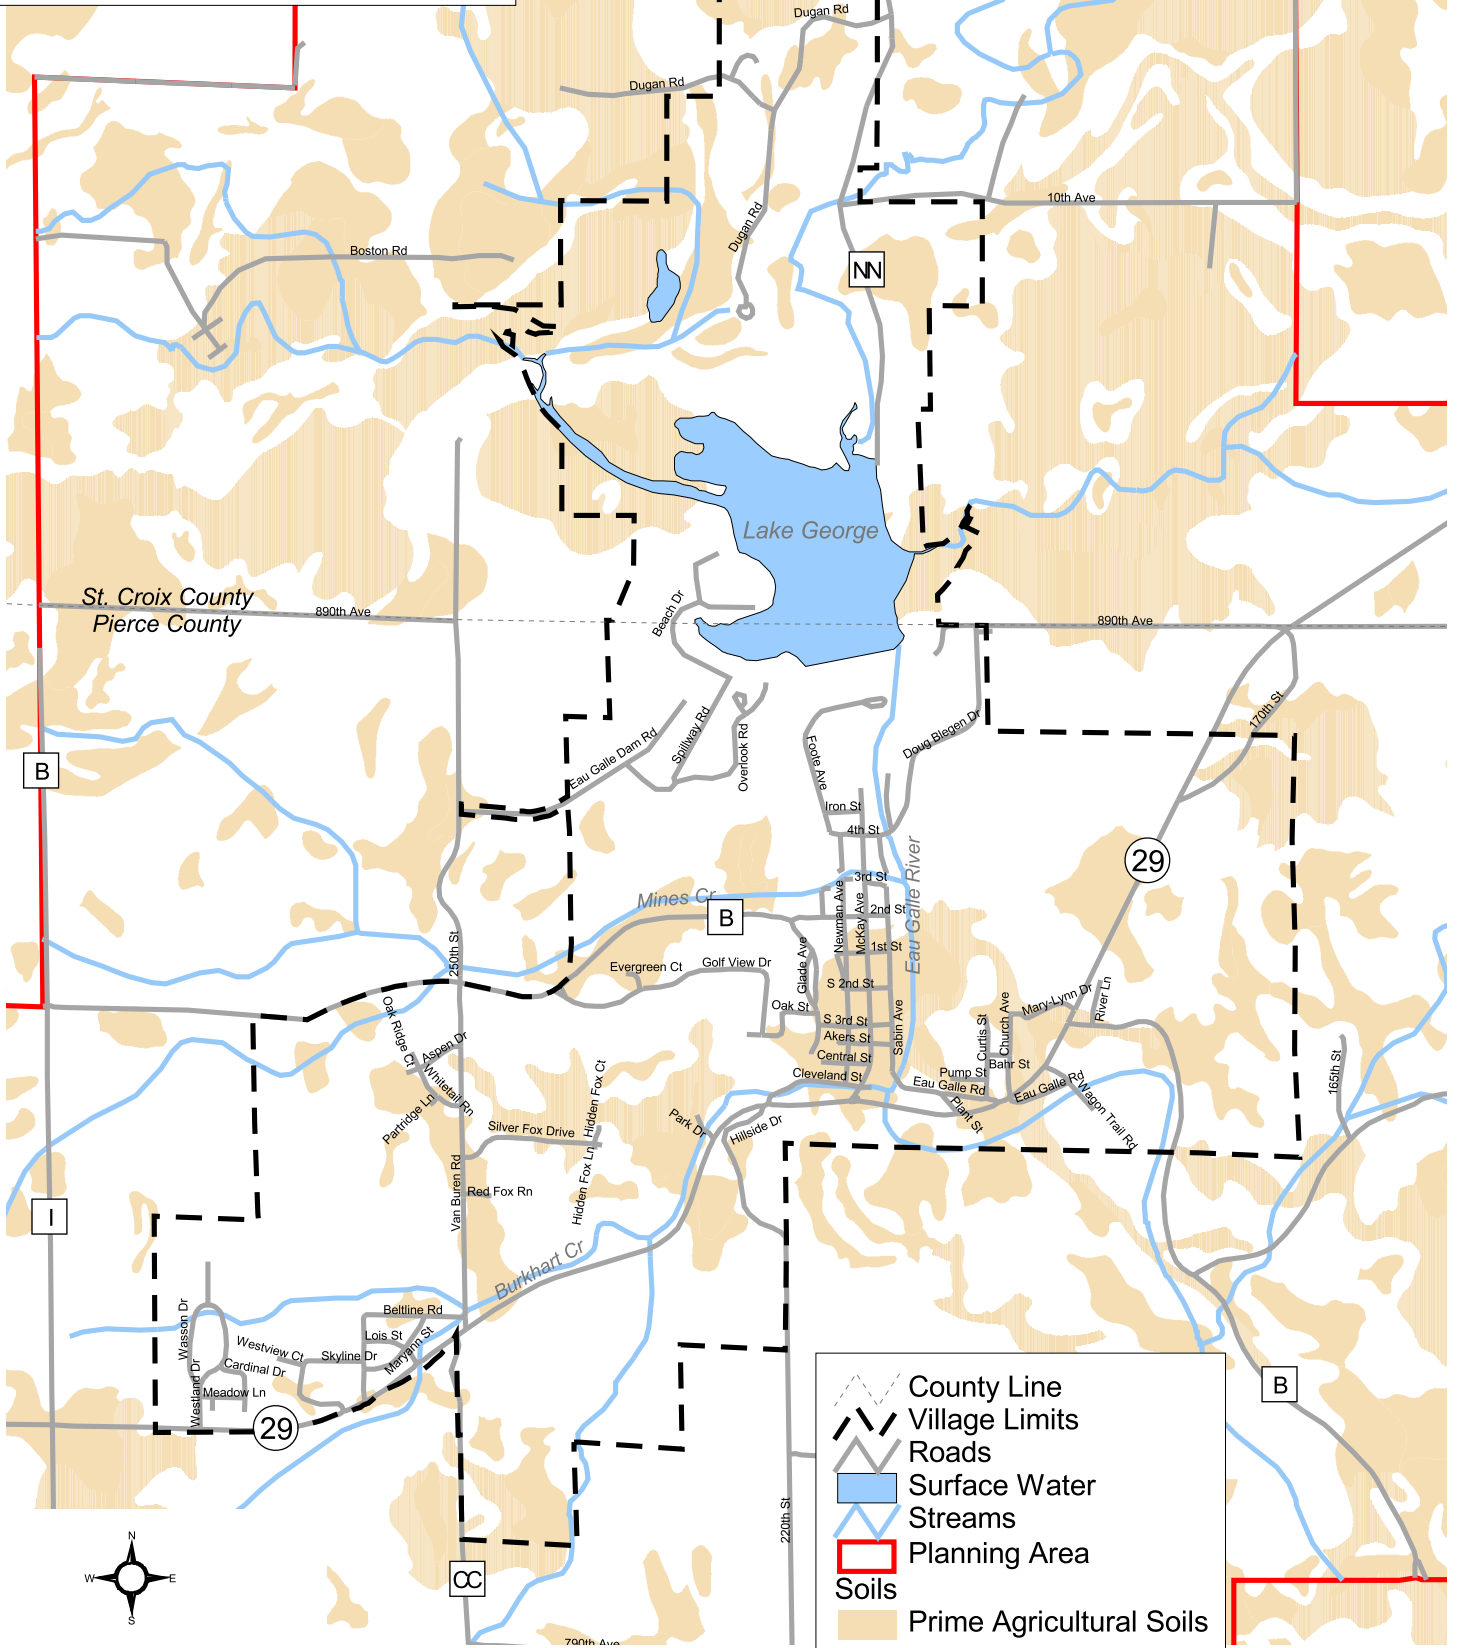 Dugan Rd
Dugan Rd
10th Ave
Dugan Rd
Boston Rd
NN
Lake George
St. Croix County
890th Ave
Pierce County
Beach Dr
890th Ave
170th St
Spillway Rd
Doug Blegen Dr
Overlook Rd
Eau Galle Dam Rd
Foote Ave
B
Iron St
4th St
29
Eau Galle River
3rd St
Mines Cr
Newman Ave
McKay Ave
2nd St
B
1st St
250th St
Glade Ave
Golf View Dr
Evergreen Ct
S 2nd St
Mary-Lynn Dr
River Ln
Oak St
S 3rd St
Sabin Ave
Curtis St
Church Ave
Oak Ridge Ct
Akers St
Aspen Dr
Central St
Bahr St
Cleveland St
Pump St
165th St
Whitetail Rn
Eau Galle Rd
Eau Galle Rd
Hidden Fox Ct
Partridge Ln
Plant St
Wagon Trail Rd
Park Dr
Hillside Dr
Silver Fox Drive
Hidden Fox Ln
Van Buren Rd
Red Fox Rn
I
Burkhart Cr
Beltline Rd
Wasson Dr
Lois St
Maryann St
Westview Ct
Skyline Dr
Cardinal Dr
Westland Dr
Meadow Ln
29
B
County Line
Village Limits
Roads
Surface Water
Streams
Planning Area
Soils
Prime Agricultural Soils
220th St
N
W
E
S
CC
790th Ave